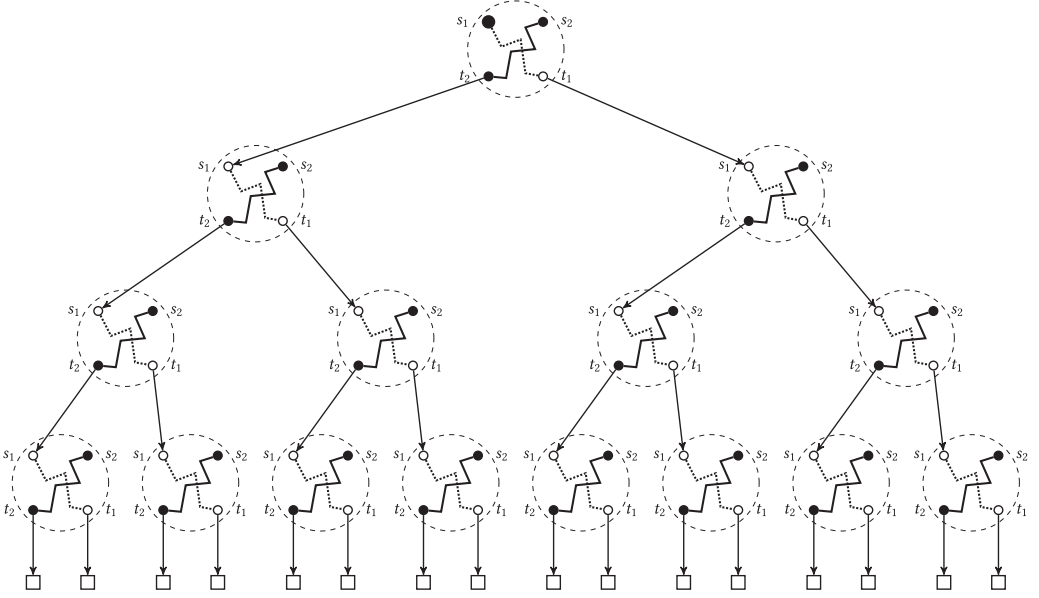 s₁ s₂
t₂ t₁
s₁ s₂ s₁ s₂
t₂ t₁ t₂ t₁
s₁ s₂ s₁ s₂ s₁ s₂ s₁ s₂
t₂ t₁ t₂ t₁ t₂ t₁ t₂ t₁
s₁ s₂ s₁ s₂ s₁ s₂ s₁ s₂ s₁ s₂ s₁ s₂ s₁ s₂ s₁ s₂
t₂ t₁ t₂ t₁ t₂ t₁ t₂ t₁ t₂ t₁ t₂ t₁ t₂ t₁ t₂ t₁